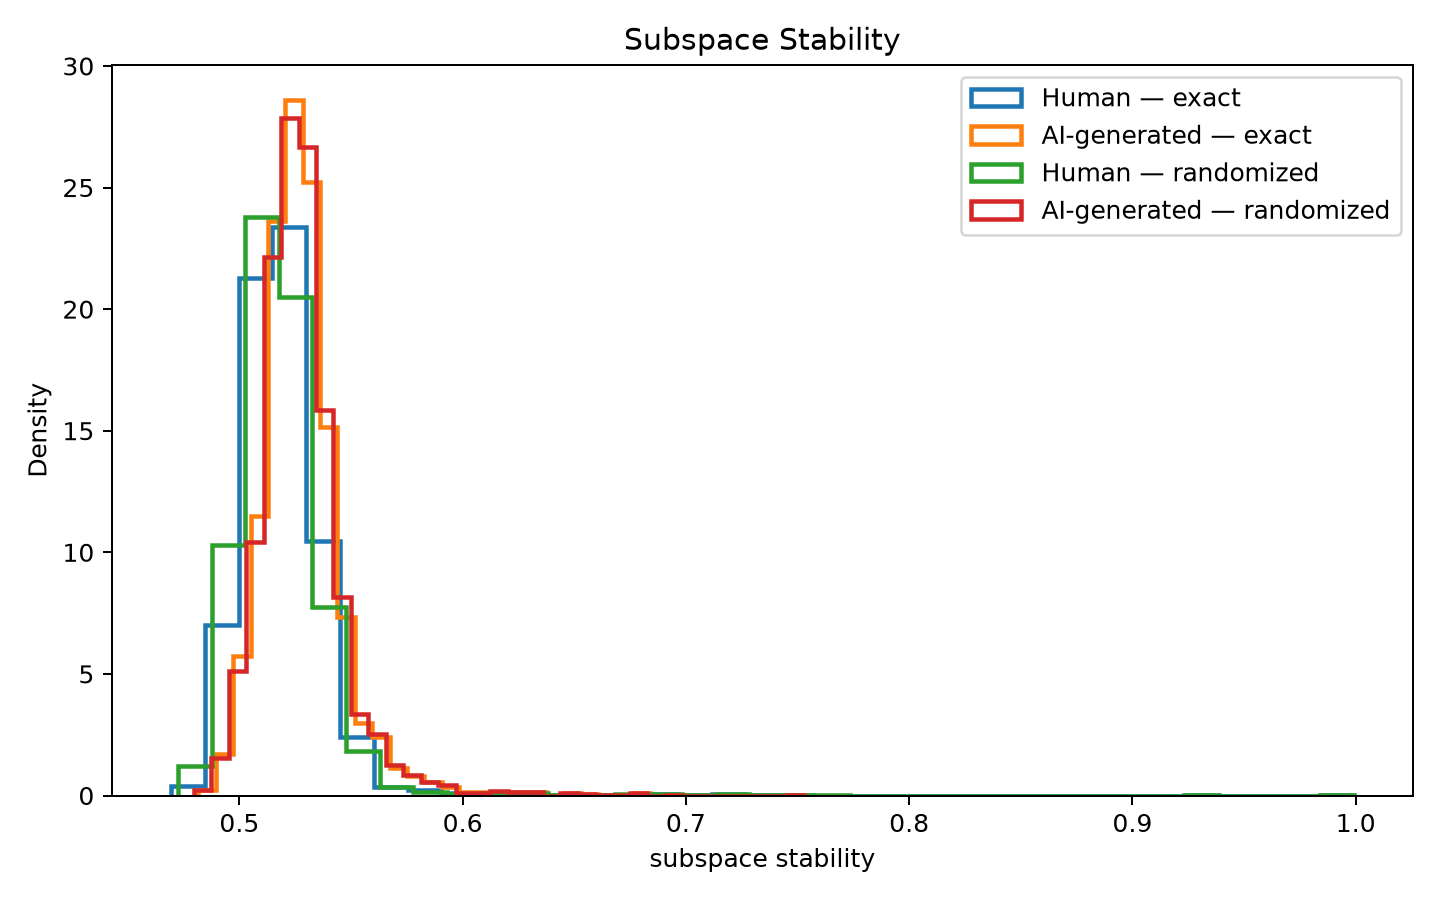 Subspace Stability
Human — exact
AI-generated — exact
Human — randomized
AI-generated — randomized
Density
30
25
20
15
10
5
0
0.5 0.6 0.7 0.8 0.9 1.0
subspace stability